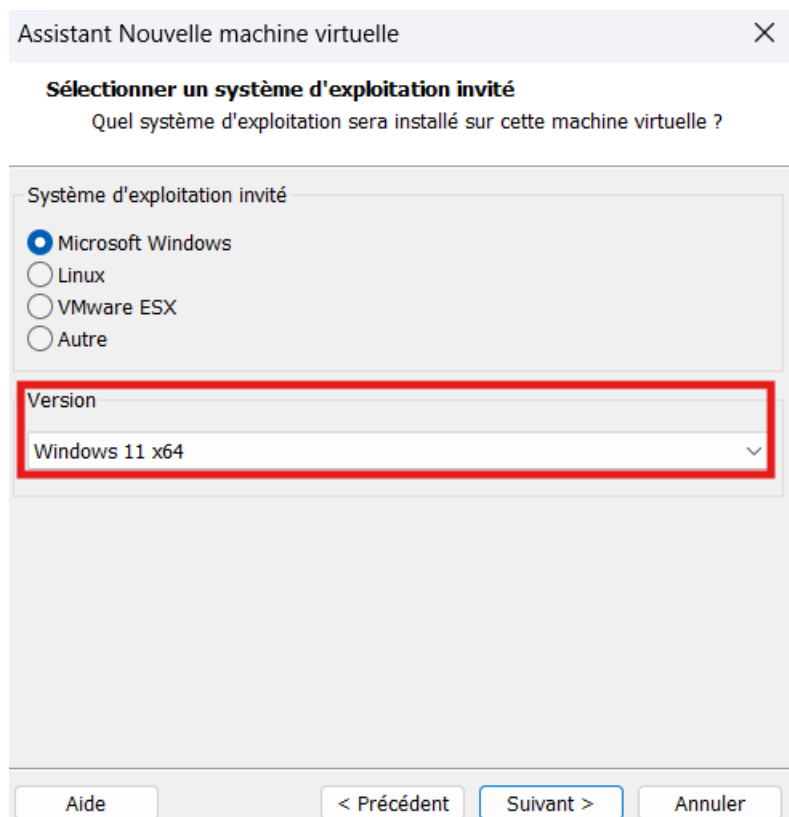 Assistant Nouvelle machine virtuelle
Sélectionner un système d'exploitation invité
Quel système d'exploitation sera installé sur cette machine virtuelle ?
Système d'exploitation invité
Microsoft Windows
Linux
VMware ESX
Autre
Version
Windows 11 x64
Aide
< Précédent
Suivant >
Annuler